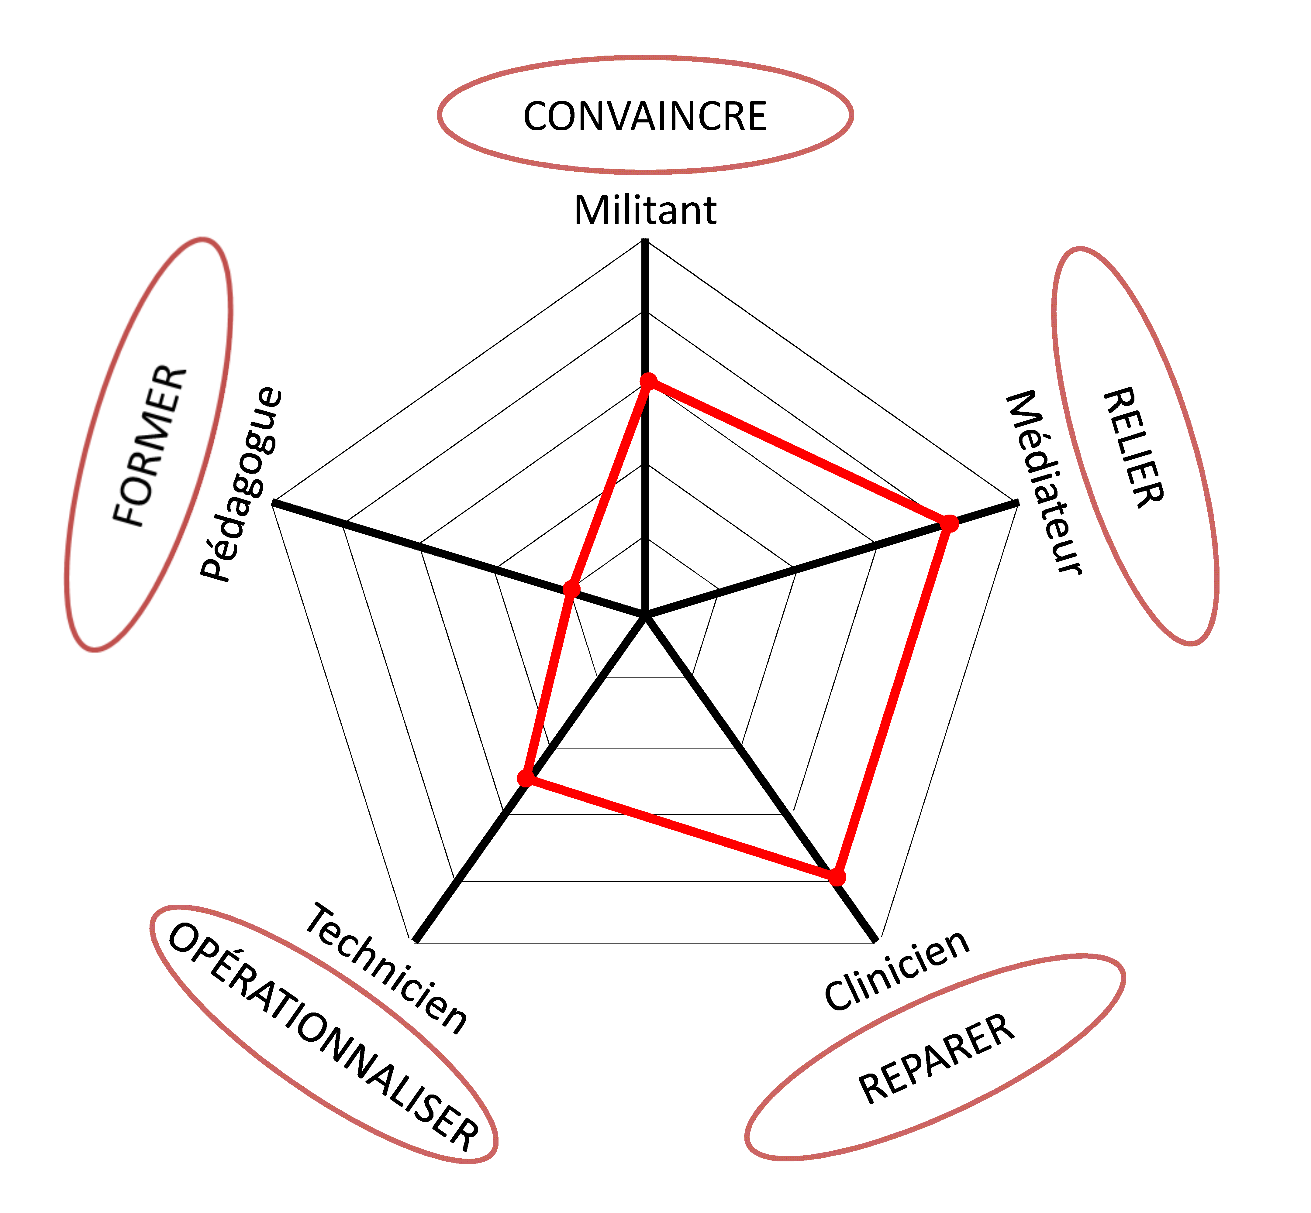 CONVAINCRE
Militant
FORMER
Pédagogue
Médiateur
RELIER
Technicien
OPÉRATIONNALISER
Clinicien
REPARER